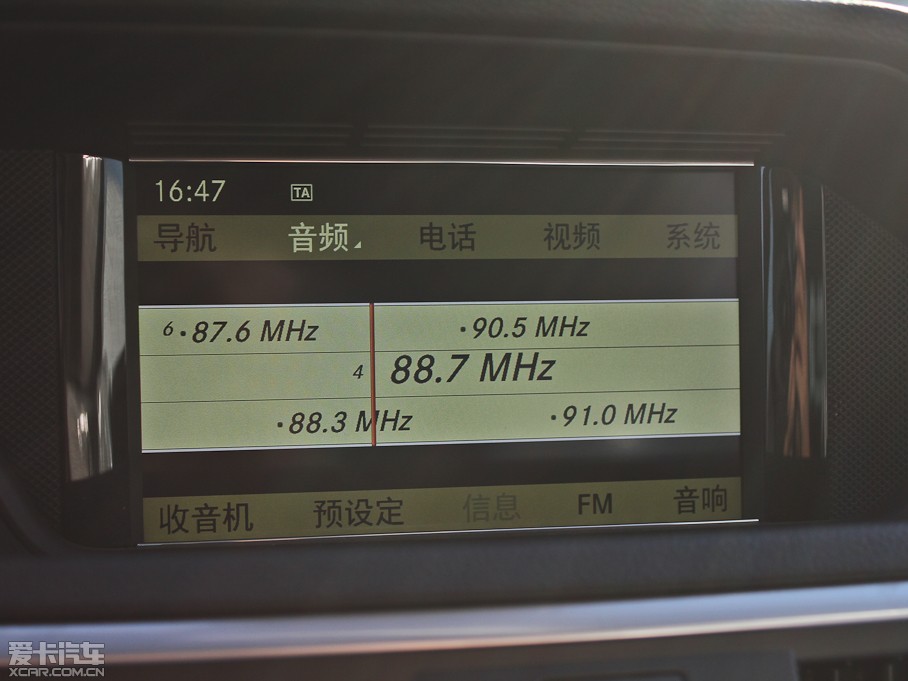 16:47 TA
导航 音频 电话 视频 系统
6 • 87.6 MHz • 90.5 MHz
4 88.7 MHz
• 88.3 MHz • 91.0 MHz
收音机 预设定 信息 FM 音响
爱卡汽车
XCAR.COM.CN